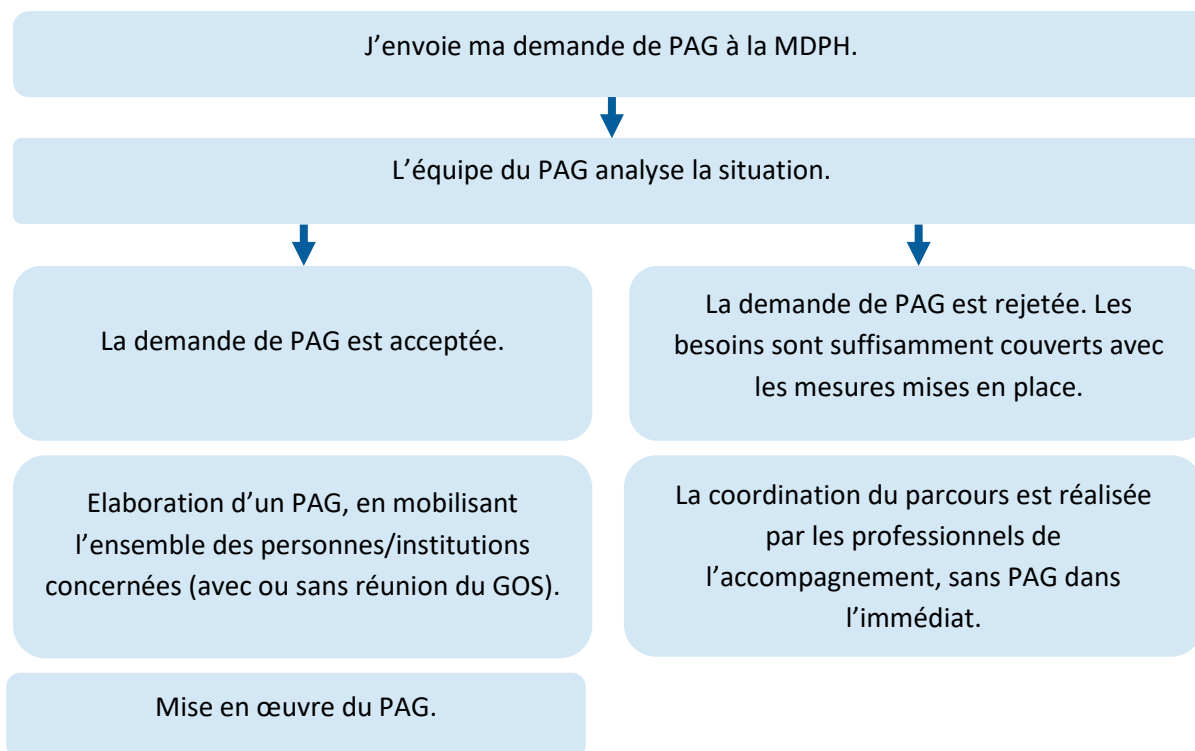 J’envoie ma demande de PAG à la MDPH.
L’équipe du PAG analyse la situation.
La demande de PAG est acceptée.
La demande de PAG est rejetée. Les
besoins sont suffisamment couverts avec
les mesures mises en place.
Elaboration d’un PAG, en mobilisant
l’ensemble des personnes/institutions
concernées (avec ou sans réunion du GOS).
La coordination du parcours est réalisée
par les professionnels de
l’accompagnement, sans PAG dans
l’immédiat.
Mise en œuvre du PAG.